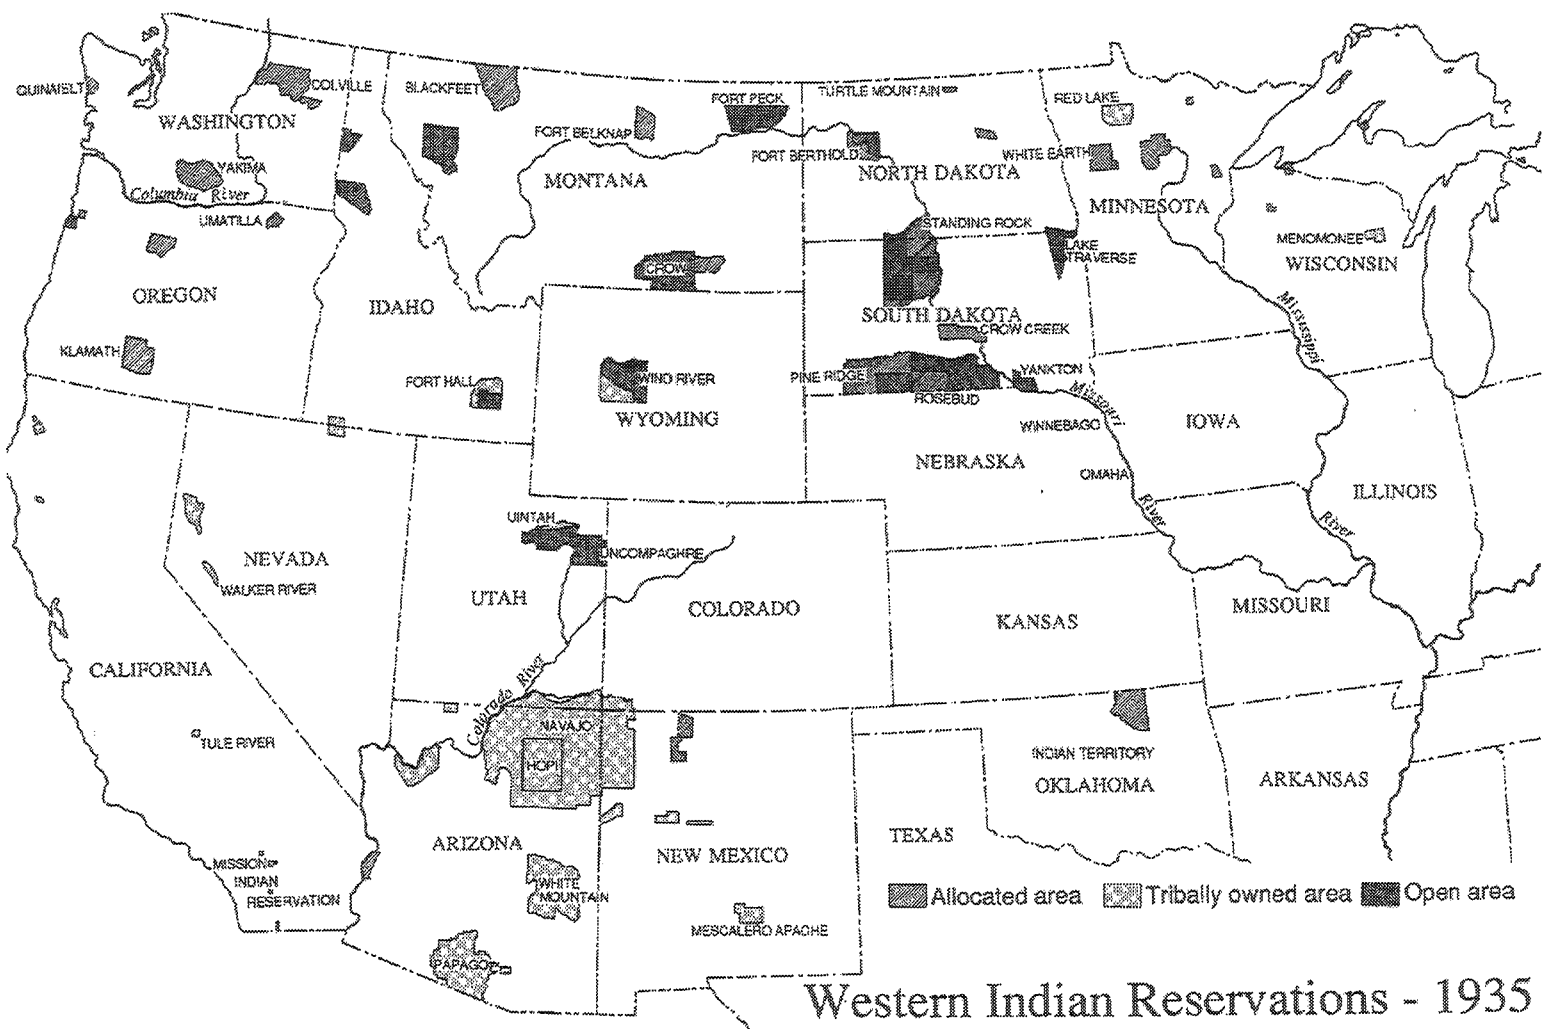 QUINAIELT
COLVILLE
BLACKFEET
FORT PECK
TURTLE MOUNTAIN
RED LAKE
WASHINGTON
FORT BELKNAP
FORT BERTHOLD
WHITE EARTH
YAKIMA
MONTANA
NORTH DAKOTA
Columbia River
MINNESOTA
UMATILLA
STANDING ROCK
MENOMONEE
LAKE
TRAVERSE
WISCONSIN
CROW
OREGON
IDAHO
SOUTH DAKOTA
Mississippi
CROW CREEK
KLAMATH
FORT HALL
WIND RIVER
PINE RIDGE
YANKTON
Missouri
ROSEBUD
WYOMING
WINNEBAGO
IOWA
NEBRASKA
OMAHA
ILLINOIS
River
River
UINTAH
UNCOMPAGHRE
NEVADA
WALKER RIVER
UTAH
COLORADO
KANSAS
MISSOURI
CALIFORNIA
Colorado River
NAVAJO
TULE RIVER
HOPI
INDIAN TERRITORY
OKLAHOMA
ARKANSAS
ARIZONA
TEXAS
NEW MEXICO
MISSION
INDIAN
RESERVATION
WHITE
MOUNTAIN
Allocated area
Tribally owned area
Open area
MESCALERO APACHE
PAPAGO
Western Indian Reservations - 1935